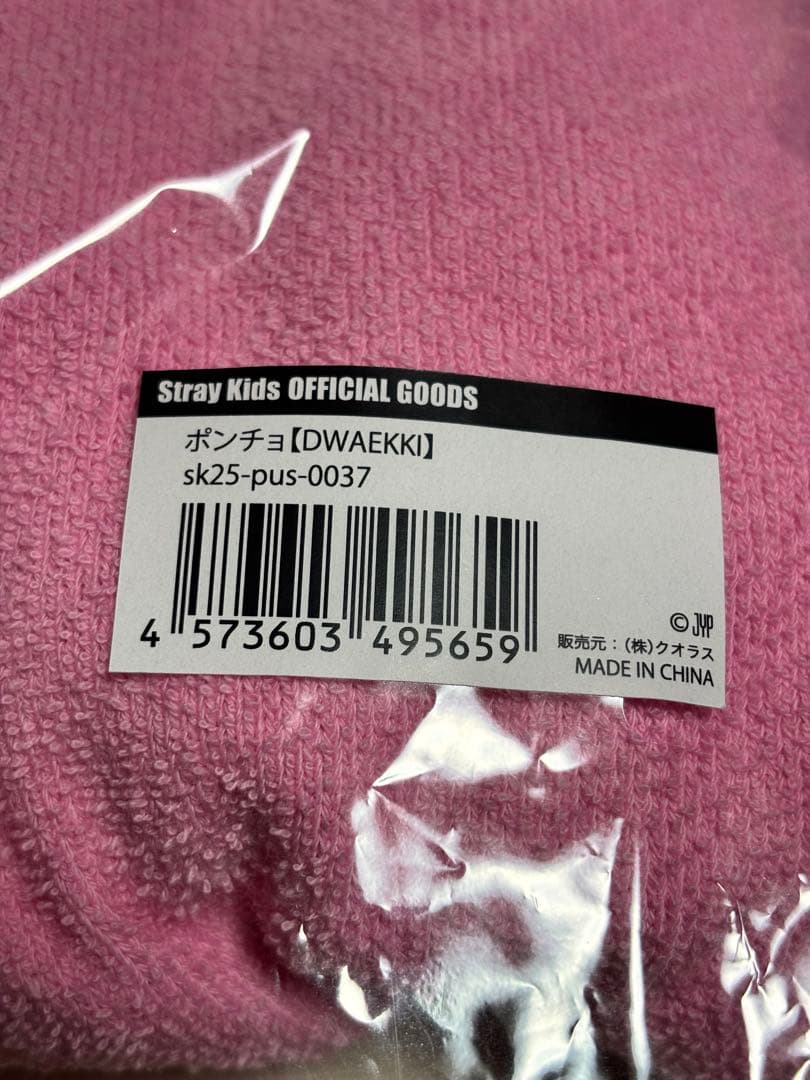 Stray Kids OFFICIAL GOODS
ポンチョ【DWAEKKI】
sk25-pus-0037
4 573603 495659
© JYP
販売元：(株)クオラス
MADE IN CHINA